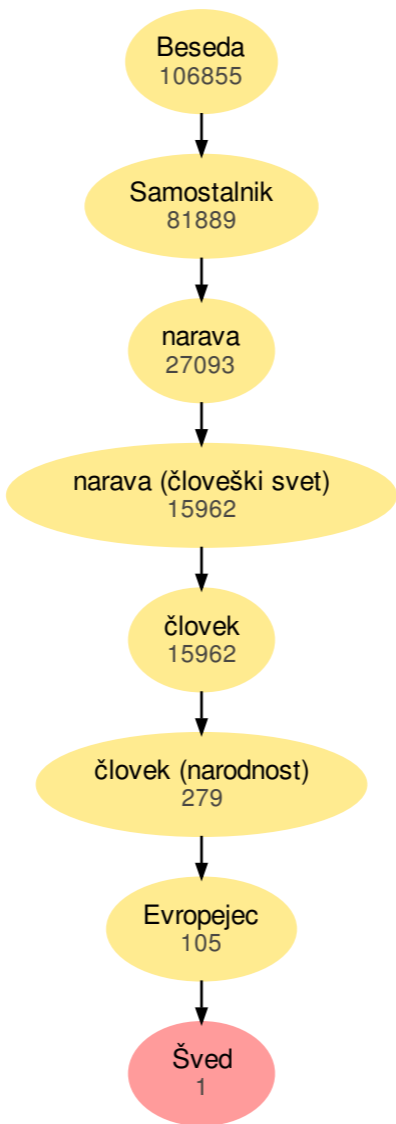 Beseda
106855
Samostalnik
81889
narava
27093
narava (človeški svet)
15962
človek
15962
človek (narodnost)
279
Evropejec
105
Šved
1